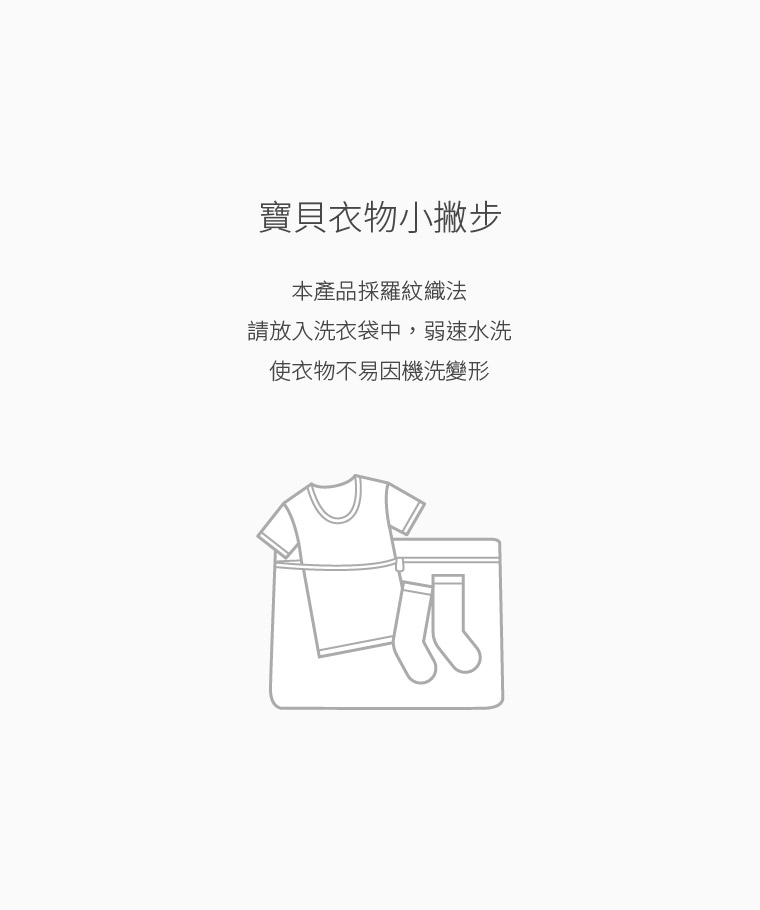 寶貝衣物小撇步
本產品採羅紋織法
請放入洗衣袋中，弱速水洗
使衣物不易因機洗變形